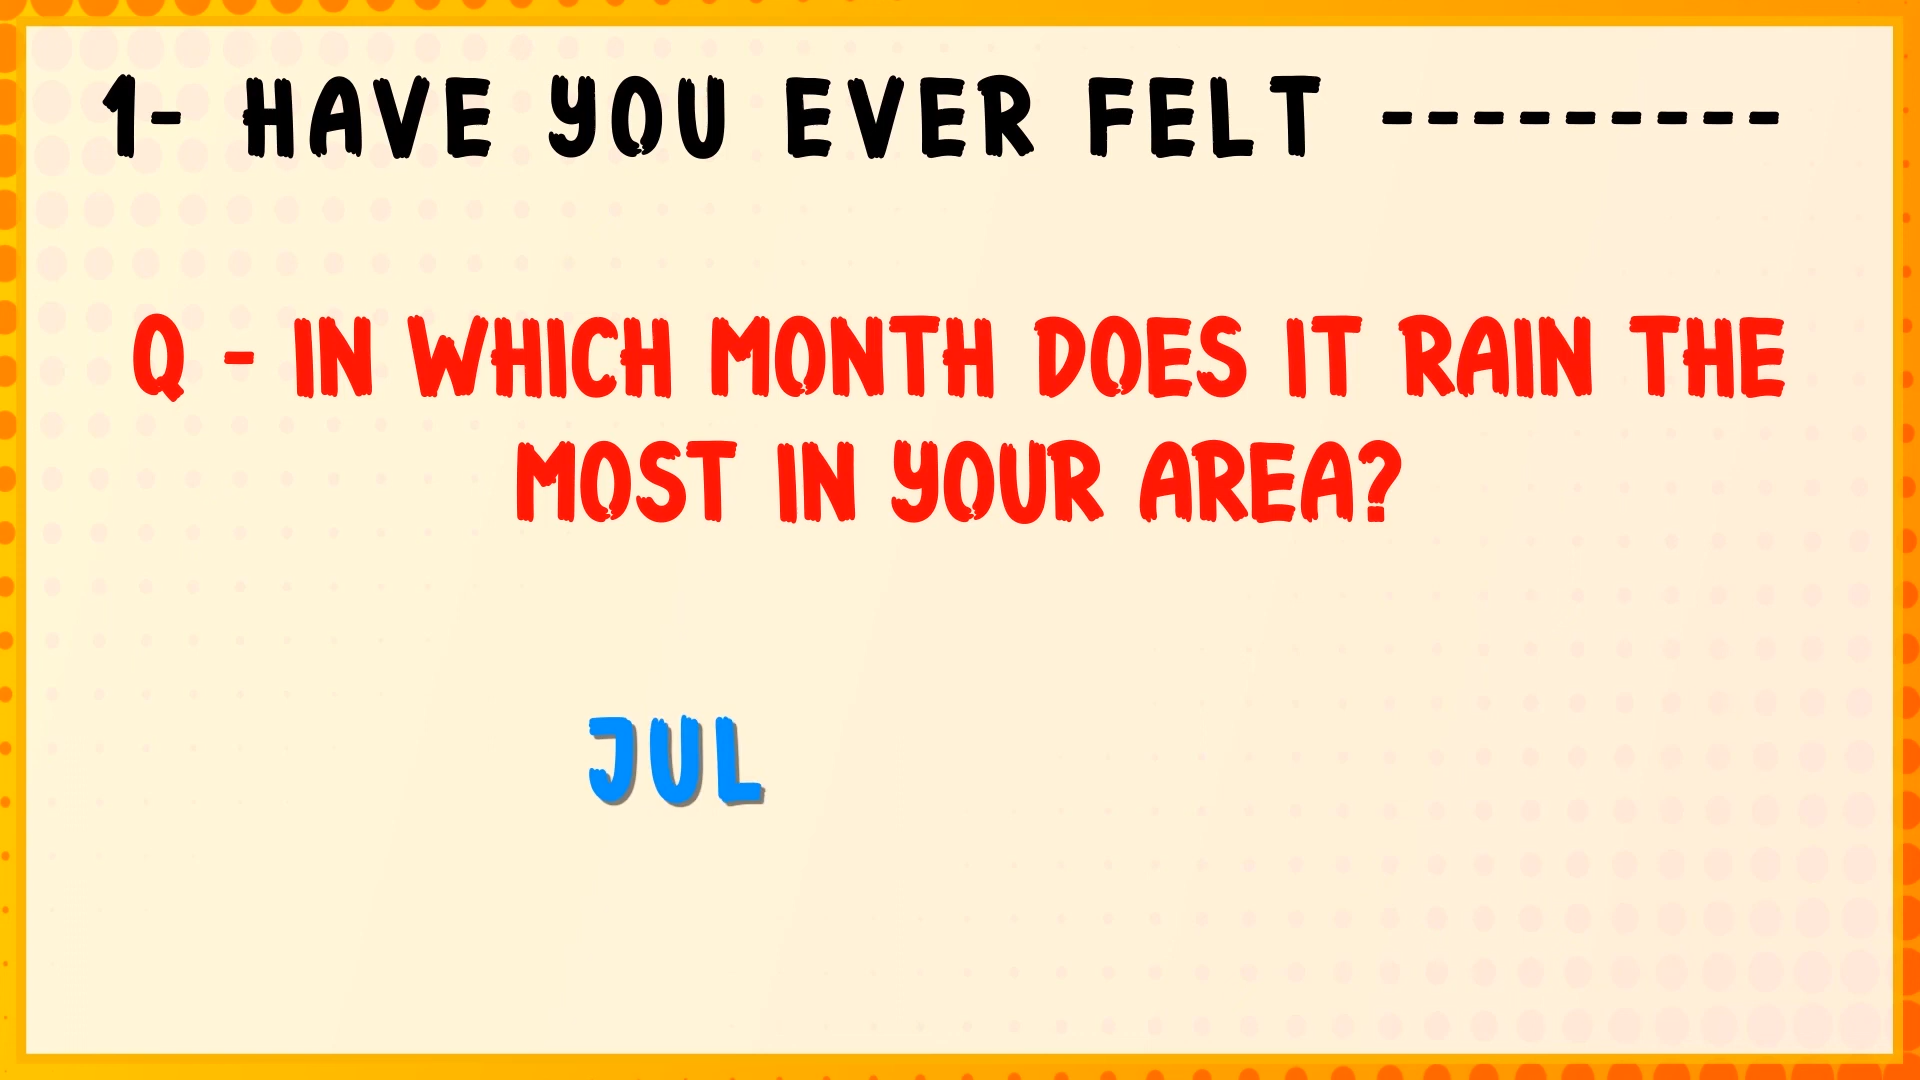 1- HAVE YOU EVER FELT ---------
Q - IN WHICH MONTH DOES IT RAIN THE
MOST IN YOUR AREA?
JUL